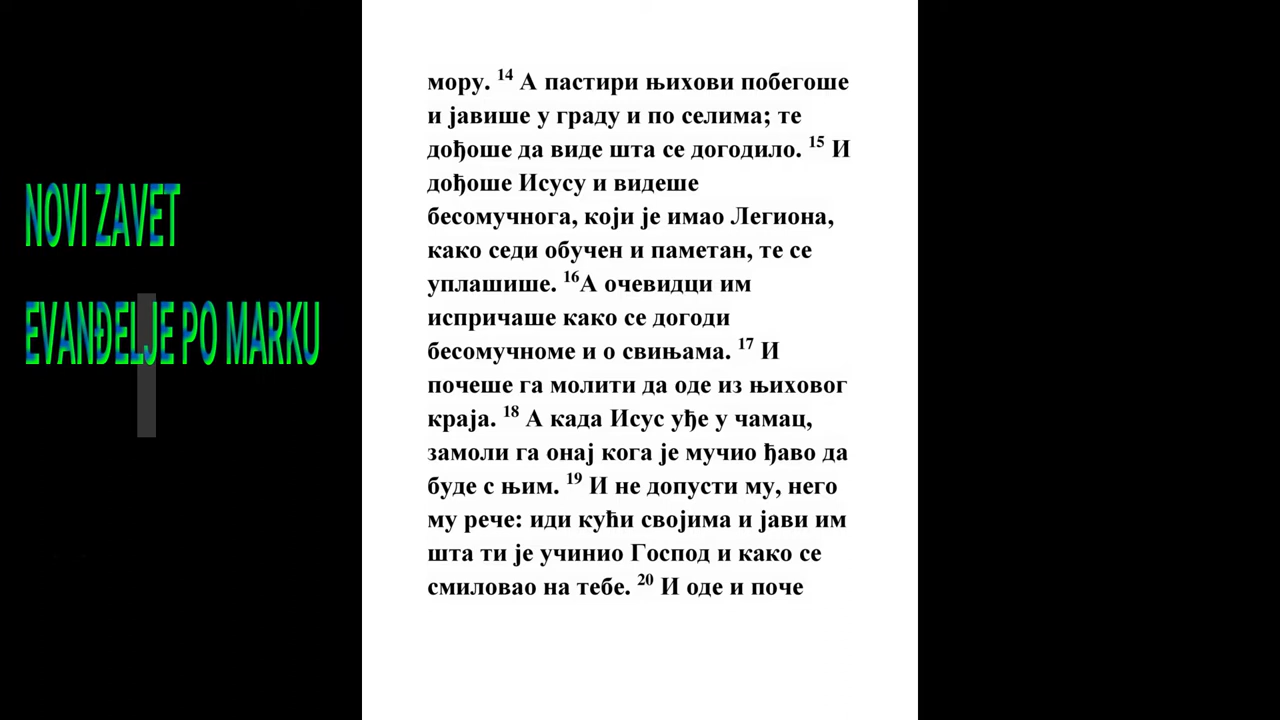 NOVI ZAVET
EVANĐELJE PO MARKU
мору. 14 А пастири њихови побегоше
и јавише у граду и по селима; те
дођоше да виде шта се догодило. 15 И
дођоше Исусу и видеше
бесомучнога, који је имао Легиона,
како седи обучен и паметан, те се
уплашише. 16А очевидци им
испричаше како се догоди
бесомучноме и о свињама. 17 И
почеше га молити да оде из њиховог
краја. 18 А када Исус уђе у чамац,
замоли га онај кога је мучио ђаво да
буде с њим. 19 И не допусти му, него
му рече: иди кући својима и јави им
шта ти је учинио Господ и како се
смиловао на тебе. 20 И оде и поче